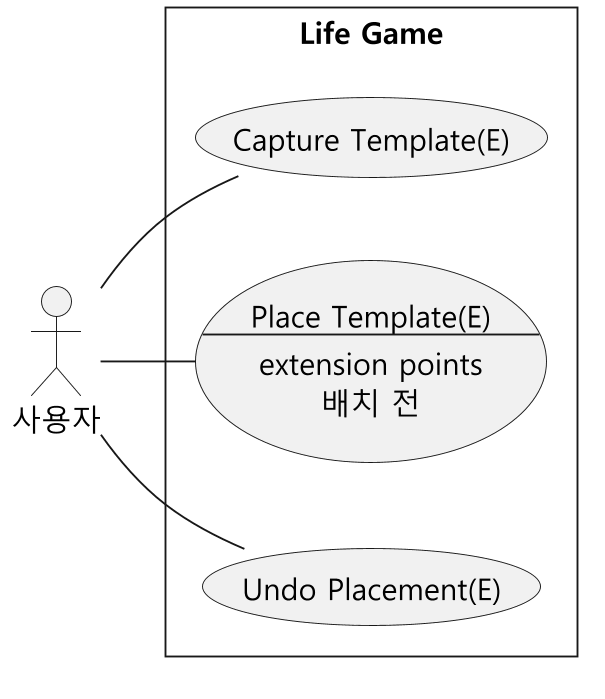 Life Game
Capture Template(E)
Place Template(E)
extension points
배치 전
사용자
Undo Placement(E)